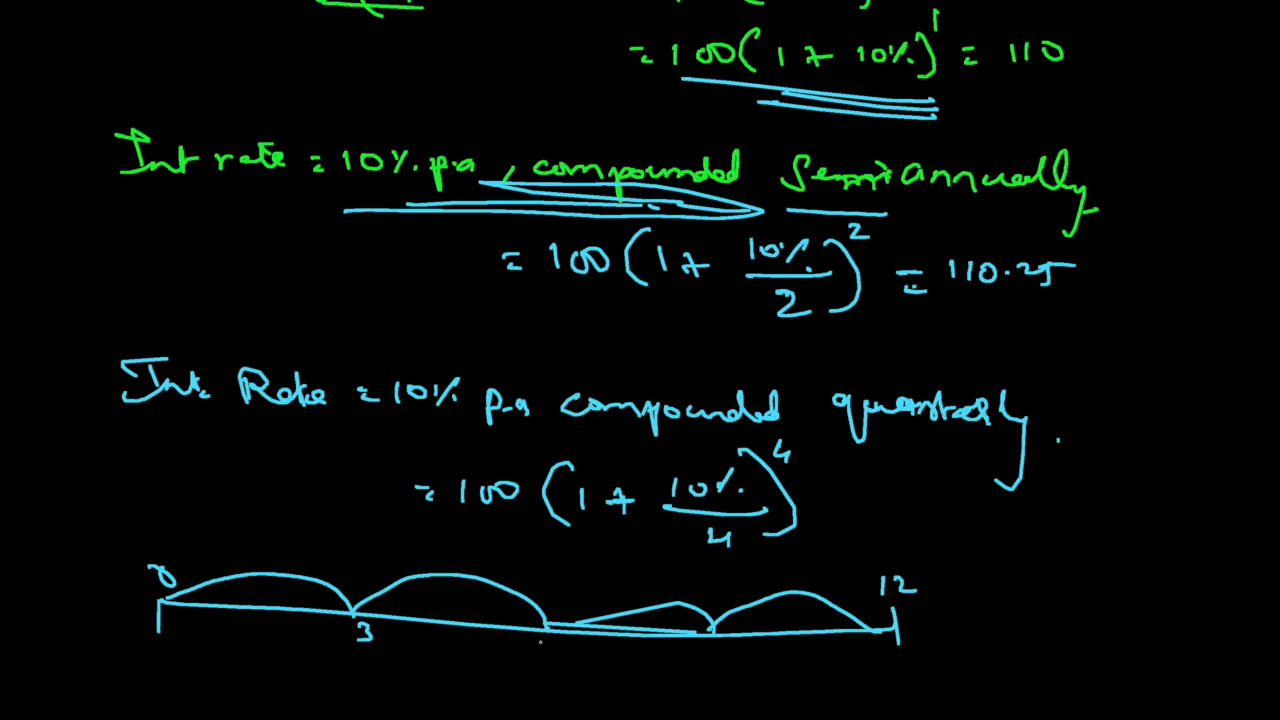 = 100 ( 1 + 10% )^1 = 110
Int rate = 10% p.a , compounded Semi annually
= 100 ( 1 + 10%/2 )^2 = 110.25
Int. Rate = 10% p.a compounded .
= 100 ( 1 + 10%/4 )^4
0 12
3